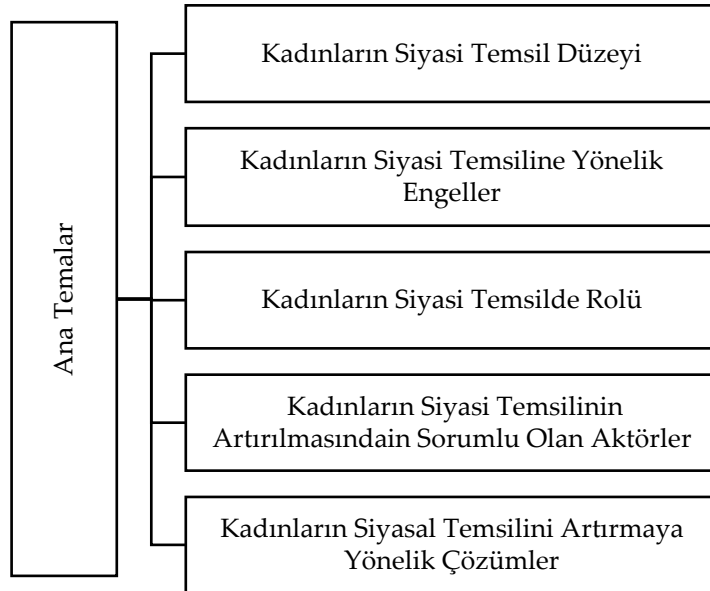 Ana Temalar
Kadınların Siyasi Temsil Düzeyi
Kadınların Siyasi Temsiline Yönelik
Engeller
Kadınların Siyasi Temsilde Rolü
Kadınların Siyasi Temsilinin
Artırılmasındain Sorumlu Olan Aktörler
Kadınların Siyasal Temsilini Artırmaya
Yönelik Çözümler